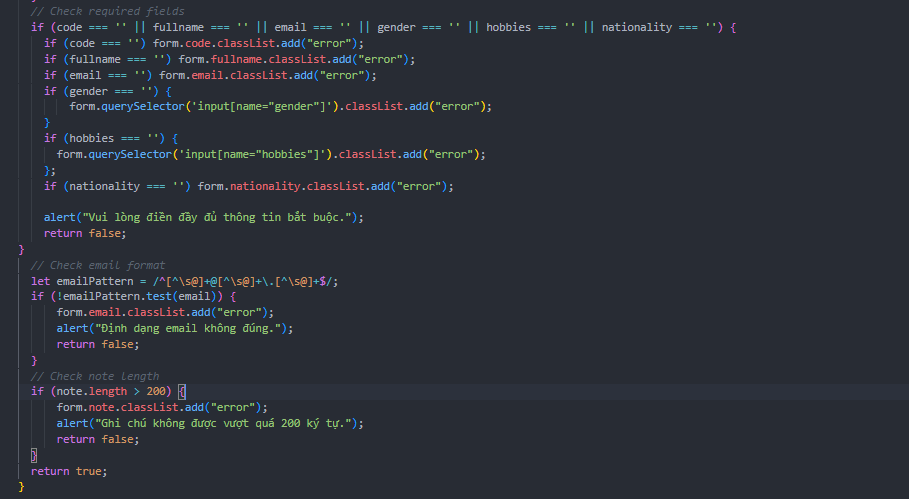 // Check required fields
if (code === '' || fullname === '' || email === '' || gender === '' || hobbies === '' || nationality === '') {
if (code === '') form.code.classList.add("error");
if (fullname === '') form.fullname.classList.add("error");
if (email === '') form.email.classList.add("error");
if (gender === '') {
form.querySelector('input[name="gender"]').classList.add("error");
}
if (hobbies === '') {
form.querySelector('input[name="hobbies"]').classList.add("error");
};
if (nationality === '') form.nationality.classList.add("error");
alert("Vui lòng điền đầy đủ thông tin bắt buộc.");
return false;
}
// Check email format
let emailPattern = /^[^\s@]+@[^\s@]+\.[^\s@]+$/;
if (!emailPattern.test(email)) {
form.email.classList.add("error");
alert("Định dạng email không đúng.");
return false;
}
// Check note length
if (note.length > 200) {
form.note.classList.add("error");
alert("Ghi chú không được vượt quá 200 ký tự.");
return false;
}
return true;
}